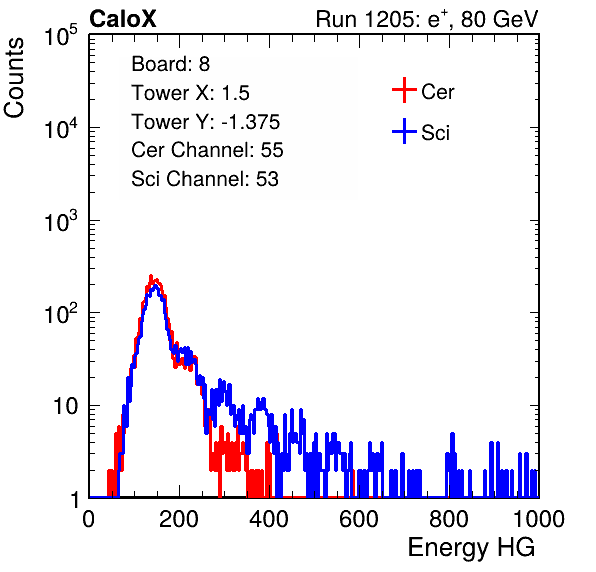 CaloX Run 1205: e⁺, 80 GeV
Counts
10⁵
10⁴
10³
10²
10
1
Board: 8
Tower X: 1.5
Tower Y: -1.375
Cer Channel: 55
Sci Channel: 53
Cer
Sci
0 200 400 600 800 1000
Energy HG